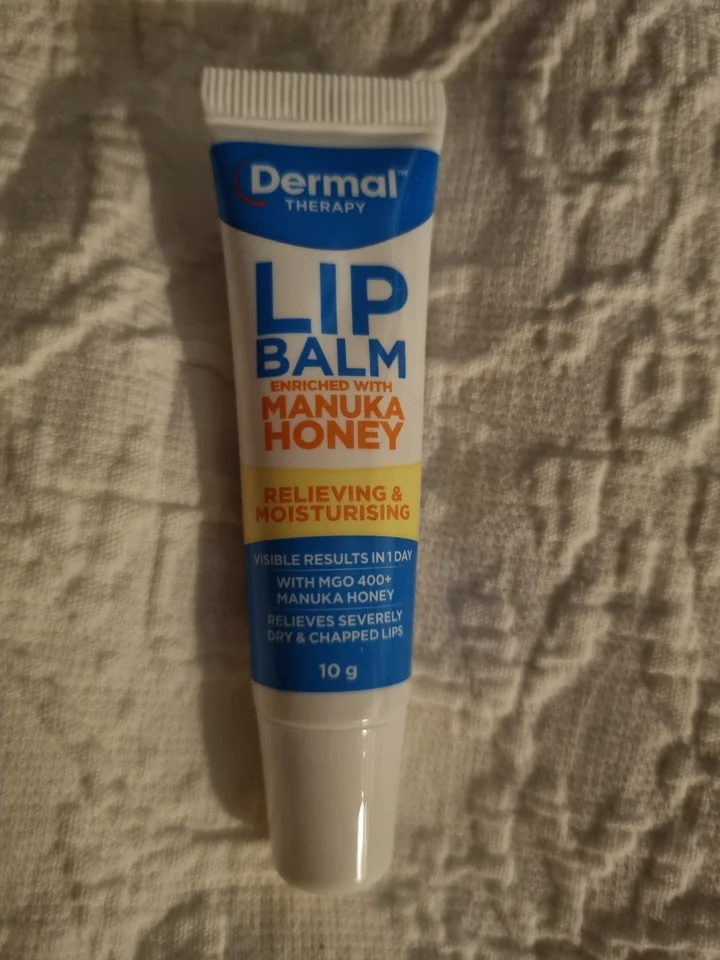 Dermal™
THERAPY
LIP
BALM
ENRICHED WITH
MANUKA
HONEY
RELIEVING &
MOISTURISING
VISIBLE RESULTS IN 1 DAY
WITH MGO 400+
MANUKA HONEY
RELIEVES SEVERELY
DRY & CHAPPED LIPS
10 g